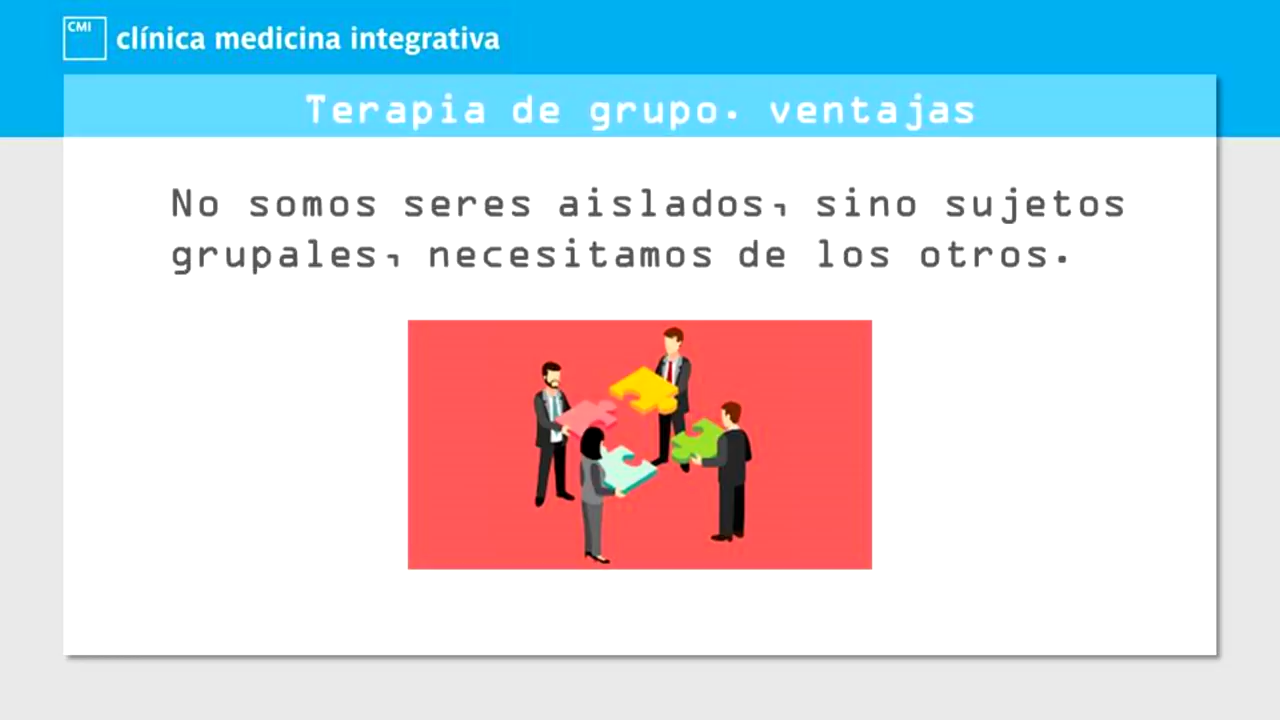 CMI
clínica medicina integrativa
Terapia de grupo. ventajas
No somos seres aislados, sino sujetos
grupales, necesitamos de los otros.